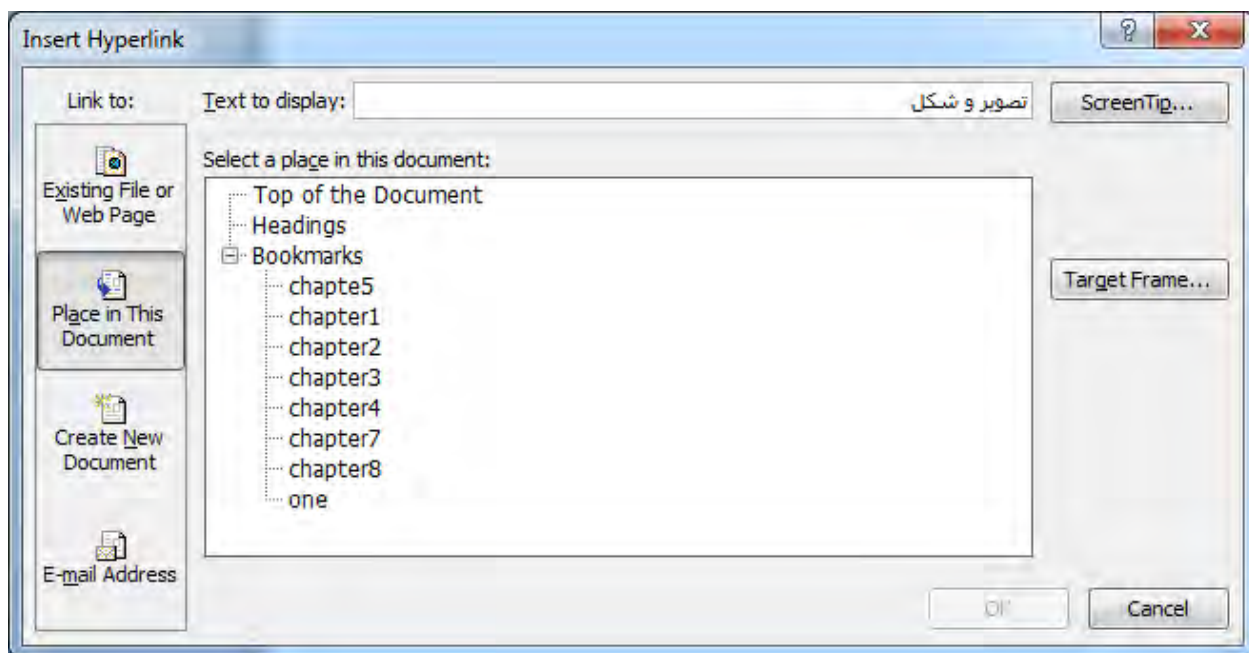 Insert Hyperlink
Link to:
Text to display: تصویر و شکل
ScreenTip...
Existing File or
Web Page
Place in This
Document
Create New
Document
E-mail Address
Select a place in this document:
Top of the Document
Headings
Bookmarks
chapte5
chapter1
chapter2
chapter3
chapter4
chapter7
chapter8
one
Target Frame...
OK
Cancel